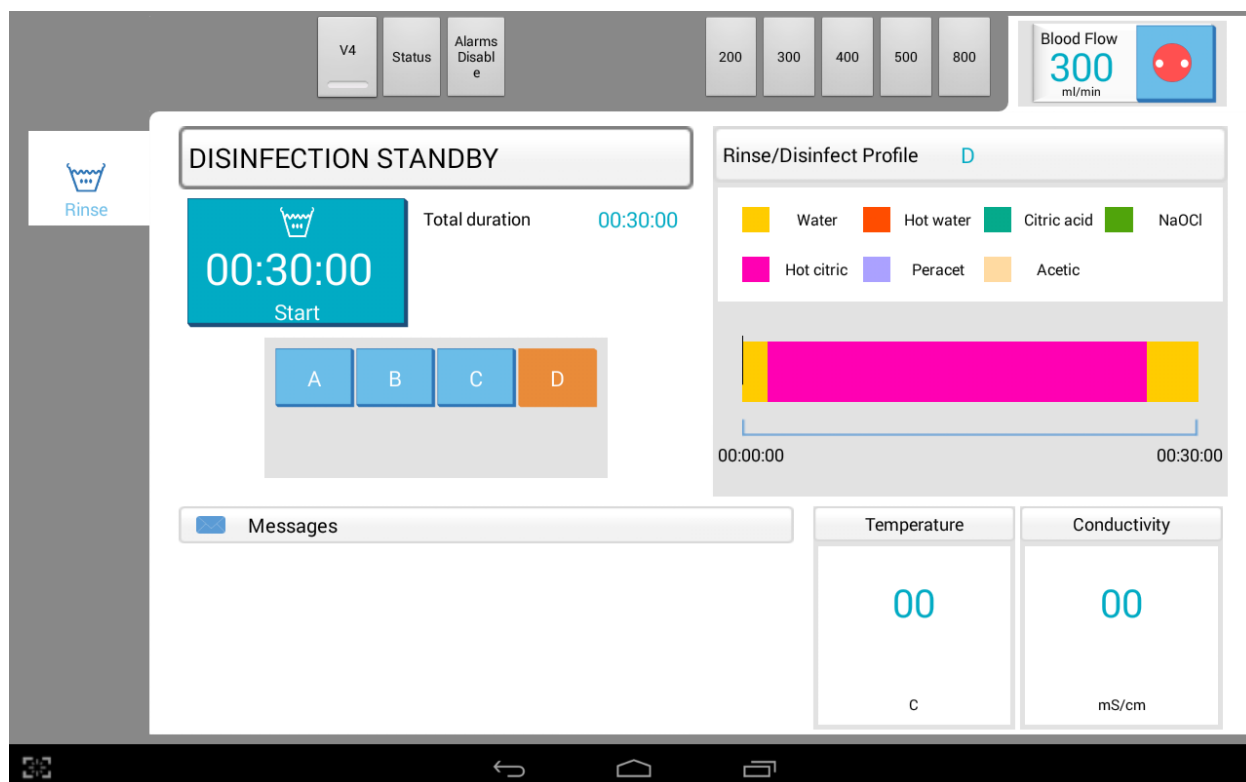 V4
Status
Alarms
Disabl
e
200
300
400
500
800
Blood Flow
300
ml/min
Rinse
DISINFECTION STANDBY
00:30:00
Start
Total duration 00:30:00
A
B
C
D
Rinse/Disinfect Profile D
Water
Hot water
Citric acid
NaOCl
Hot citric
Peracet
Acetic
00:00:00
00:30:00
Messages
Temperature
00
C
Conductivity
00
mS/cm